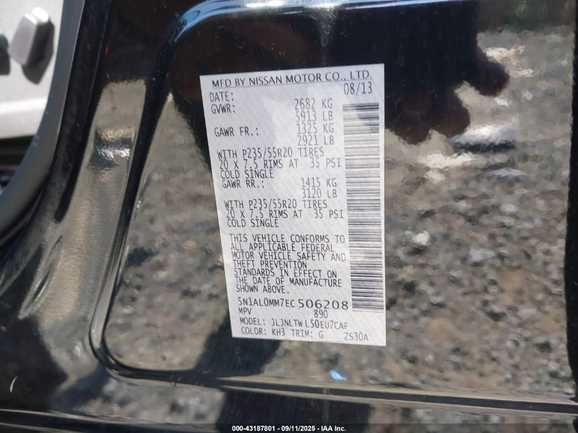 MFD BY NISSAN MOTOR CO., LTD.
DATE: 08/13
GVWR: 2682 KG
5913 LB
GAWR FR.: 1325 KG
2921 LB
WITH P235/55R20 TIRES
20 X 7.5 RIMS AT 35 PSI
COLD SINGLE
GAWR RR.: 1415 KG
3120 LB
WITH P235/55R20 TIRES
20 X 7.5 RIMS AT 35 PSI
COLD SINGLE
THIS VEHICLE CONFORMS TO
ALL APPLICABLE FEDERAL
MOTOR VEHICLE SAFETY AND
THEFT PREVENTION
STANDARDS IN EFFECT ON
THE DATE OF MANUFACTURE
SHOWN ABOVE.
5N1AL0MM7EC506208
MPV 890
MODEL: JL3NLTWL50EU7CAF
COLOR: KH3 TRIM: G ZS30A
000-43187801 - 09/11/2025 - IAA Inc.